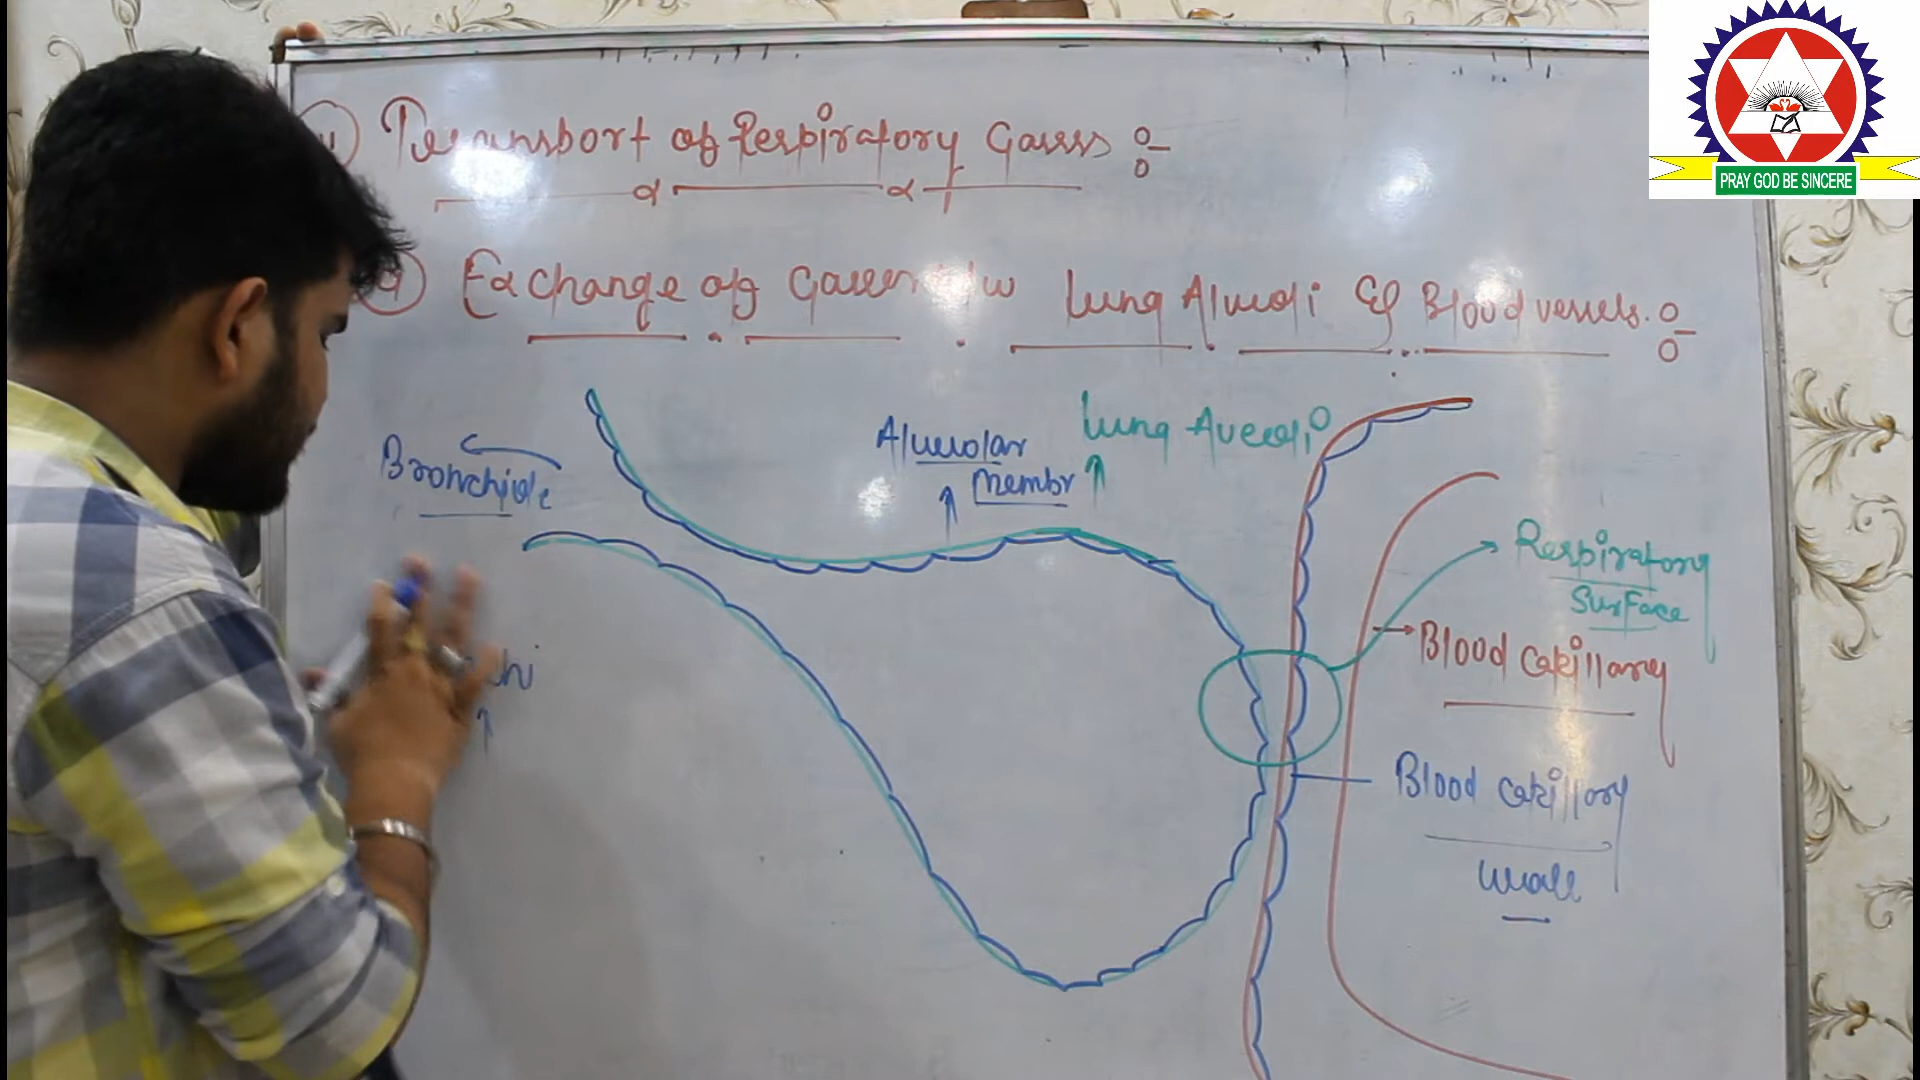 Transport of Respiratory Gases :-
Exchange of Gases b/w Lung Alveoli & Blood vessels. :-
Bronchiole
Alveolar
Membr
Lung Aveoli
Respiratory
Surface
Blood Capillary
Blood Capillary
Wall
PRAY GOD BE SINCERE